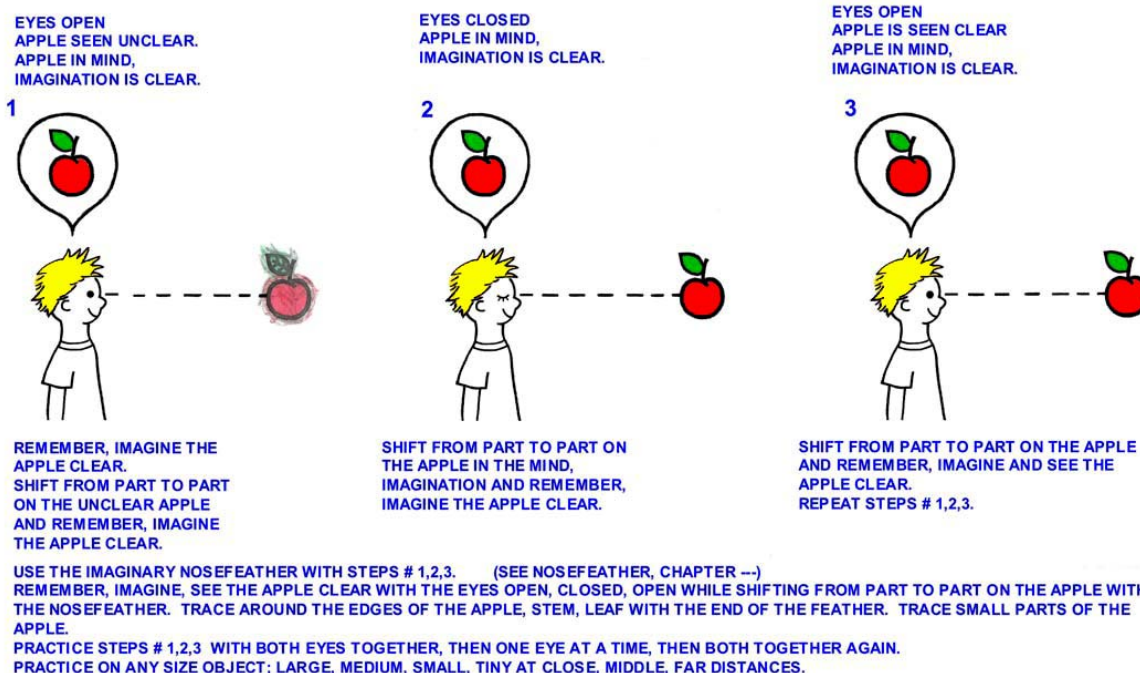 EYES OPEN
APPLE SEEN UNCLEAR.
APPLE IN MIND,
IMAGINATION IS CLEAR.
1
EYES CLOSED
APPLE IN MIND,
IMAGINATION IS CLEAR.
2
EYES OPEN
APPLE IS SEEN CLEAR
APPLE IN MIND,
IMAGINATION IS CLEAR.
3
REMEMBER, IMAGINE THE
APPLE CLEAR.
SHIFT FROM PART TO PART
ON THE UNCLEAR APPLE
AND REMEMBER, IMAGINE
THE APPLE CLEAR.
SHIFT FROM PART TO PART ON
THE APPLE IN THE MIND,
IMAGINATION AND REMEMBER,
IMAGINE THE APPLE CLEAR.
SHIFT FROM PART TO PART ON THE APPLE
AND REMEMBER, IMAGINE AND SEE THE
APPLE CLEAR.
REPEAT STEPS # 1,2,3.
USE THE IMAGINARY NOSEFEATHER WITH STEPS # 1,2,3. (SEE NOSEFEATHER, CHAPTER ---)
REMEMBER, IMAGINE, SEE THE APPLE CLEAR WITH THE EYES OPEN, CLOSED, OPEN WHILE SHIFTING FROM PART TO PART ON THE APPLE WITH
THE NOSEFEATHER. TRACE AROUND THE EDGES OF THE APPLE, STEM, LEAF WITH THE END OF THE FEATHER. TRACE SMALL PARTS OF THE
APPLE.
PRACTICE STEPS # 1,2,3 WITH BOTH EYES TOGETHER, THEN ONE EYE AT A TIME, THEN BOTH TOGETHER AGAIN.
PRACTICE ON ANY SIZE OBJECT: LARGE, MEDIUM, SMALL, TINY AT CLOSE, MIDDLE, FAR DISTANCES.